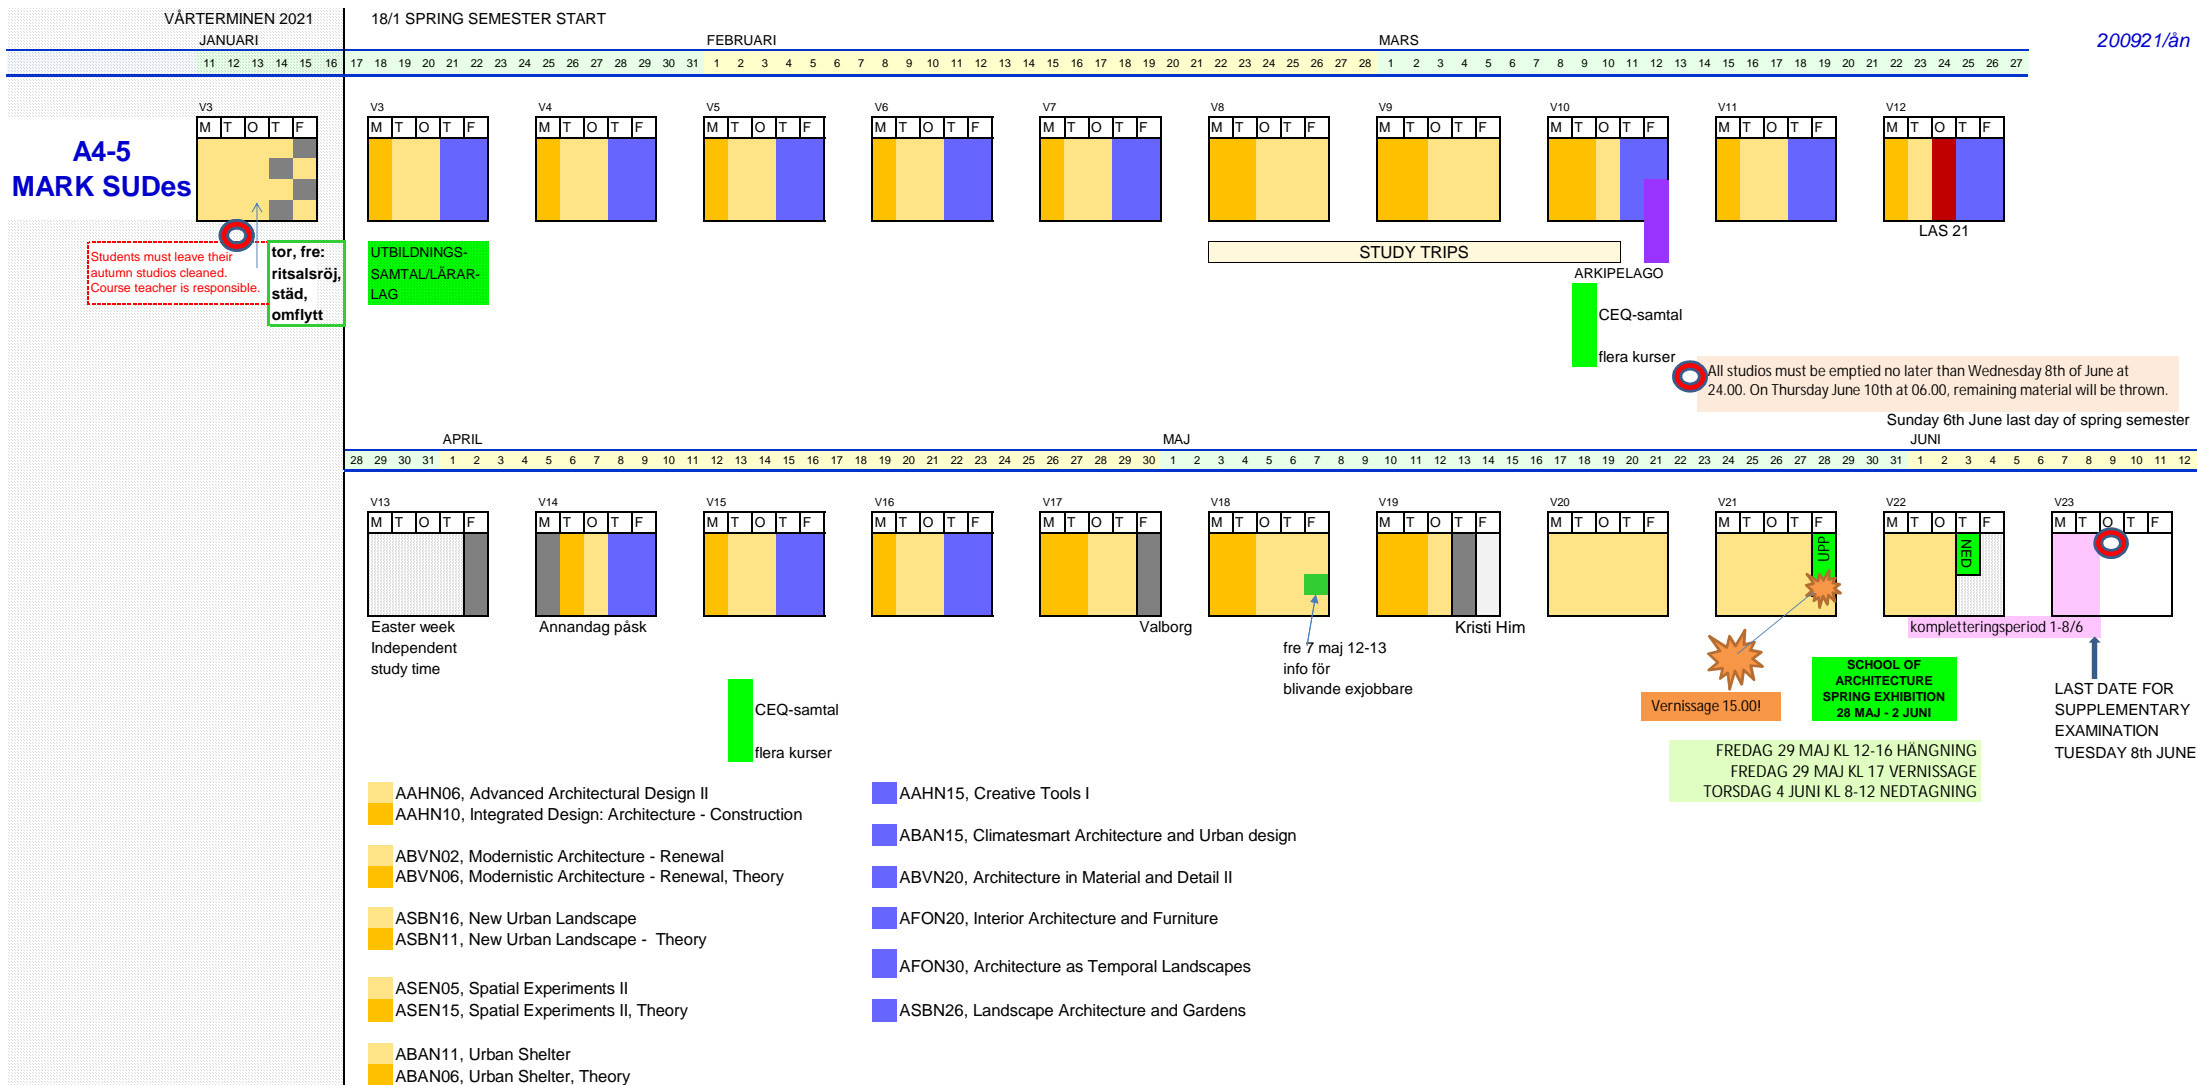 VÅRTERMINEN 2021
18/1 SPRING SEMESTER START
JANUARI
FEBRUARI
MARS
200921/ån
11 12 13 14 15 16 17 18 19 20 21 22 23 24 25 26 27 28 29 30 31 1 2 3 4 5 6 7 8 9 10 11 12 13 14 15 16 17 18 19 20 21 22 23 24 25 26 27 28 1 2 3 4 5 6 7 8 9 10 11 12 13 14 15 16 17 18 19 20 21 22 23 24 25 26 27
V3 V3 V4 V5 V6 V7 V8 V9 V10 V11 V12
M T O T F M T O T F M T O T F M T O T F M T O T F M T O T F M T O T F M T O T F M T O T F M T O T F M T O T F
A4-5
MARK SUDes
LAS 21
Students must leave their
autumn studios cleaned.
Course teacher is responsible.
tor, fre:
ritsalsröj,
städ,
omflytt
UTBILDNINGS-
SAMTAL/LÄRAR-
LAG
STUDY TRIPS
ARKIPELAGO
CEQ-samtal
flera kurser
All studios must be emptied no later than Wednesday 8th of June at
24.00. On Thursday June 10th at 06.00, remaining material will be thrown.
Sunday 6th June last day of spring semester
APRIL
MAJ
JUNI
28 29 30 31 1 2 3 4 5 6 7 8 9 10 11 12 13 14 15 16 17 18 19 20 21 22 23 24 25 26 27 28 29 30 1 2 3 4 5 6 7 8 9 10 11 12 13 14 15 16 17 18 19 20 21 22 23 24 25 26 27 28 29 30 31 1 2 3 4 5 6 7 8 9 10 11 12
V13 V14 V15 V16 V17 V18 V19 V20 V21 V22 V23
M T O T F M T O T F M T O T F M T O T F M T O T F M T O T F M T O T F M T O T F M T O T F M T O T F M T O T F
UPP
NED
Easter week
Independent
study time
Annandag påsk
Valborg
fre 7 maj 12-13
info för
blivande exjobbare
Kristi Him
kompletteringsperiod 1-8/6
CEQ-samtal
flera kurser
Vernissage 15.00!
SCHOOL OF
ARCHITECTURE
SPRING EXHIBITION
28 MAJ - 2 JUNI
LAST DATE FOR
SUPPLEMENTARY
EXAMINATION
TUESDAY 8th JUNE
FREDAG 29 MAJ KL 12-16 HÄNGNING
FREDAG 29 MAJ KL 17 VERNISSAGE
TORSDAG 4 JUNI KL 8-12 NEDTAGNING
AAHN06, Advanced Architectural Design II
AAHN10, Integrated Design: Architecture - Construction
ABVN02, Modernistic Architecture - Renewal
ABVN06, Modernistic Architecture - Renewal, Theory
ASBN16, New Urban Landscape
ASBN11, New Urban Landscape - Theory
ASEN05, Spatial Experiments II
ASEN15, Spatial Experiments II, Theory
ABAN11, Urban Shelter
ABAN06, Urban Shelter, Theory
AAHN15, Creative Tools I
ABAN15, Climatesmart Architecture and Urban design
ABVN20, Architecture in Material and Detail II
AFON20, Interior Architecture and Furniture
AFON30, Architecture as Temporal Landscapes
ASBN26, Landscape Architecture and Gardens